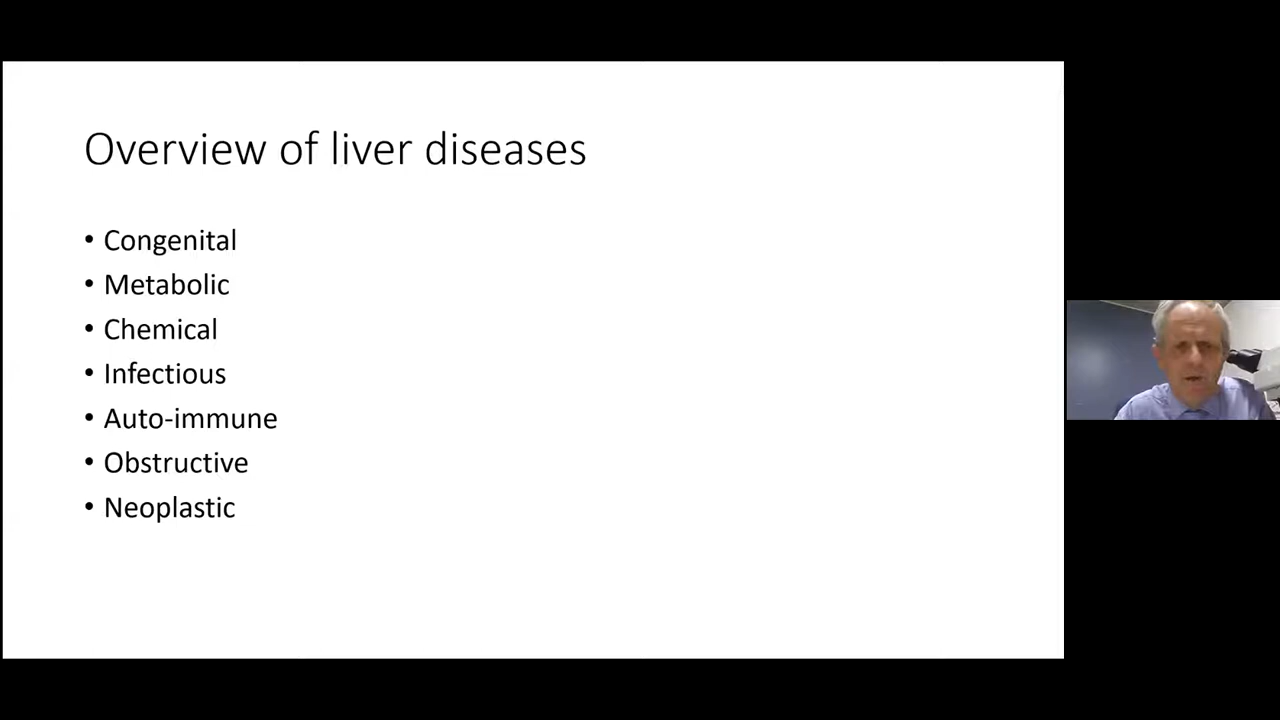 Overview of liver diseases
• Congenital
• Metabolic
• Chemical
• Infectious
• Auto-immune
• Obstructive
• Neoplastic